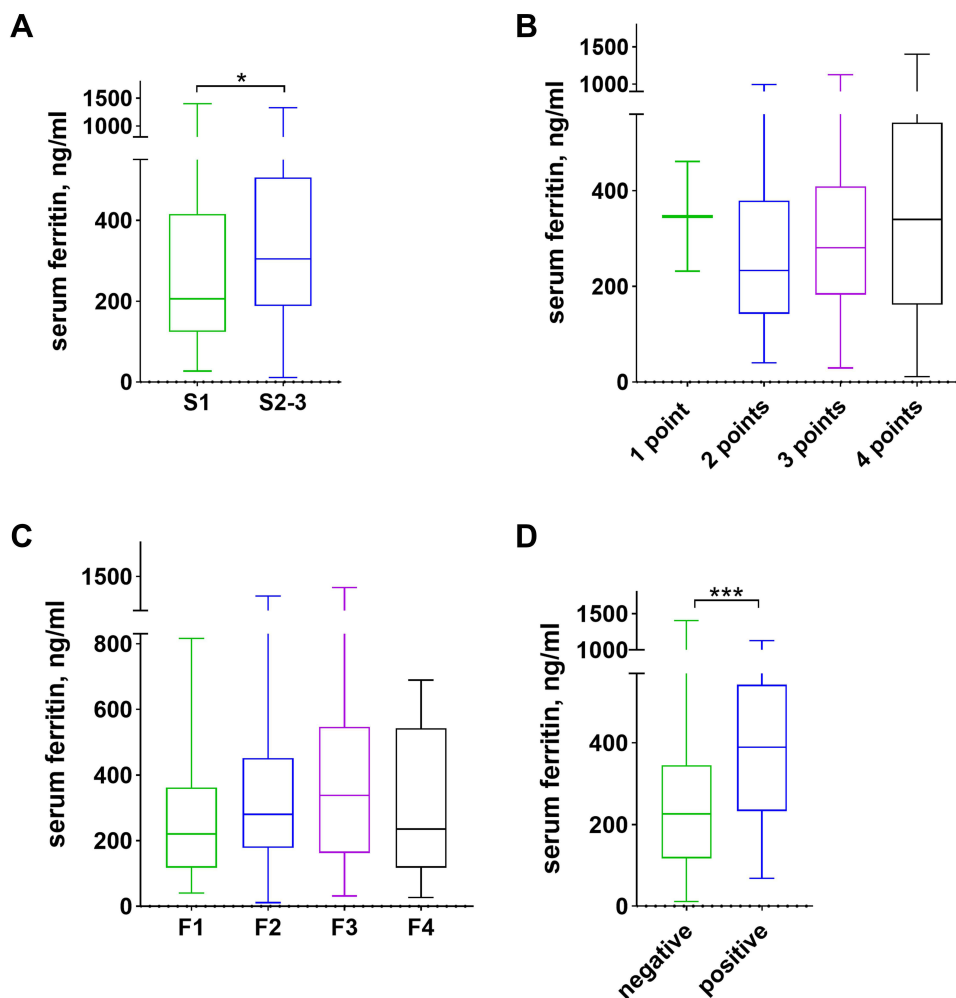 A
serum ferritin, ng/ml
1500
1000
400
200
0
*
S1 S2-3
B
serum ferritin, ng/ml
1500
1000
400
200
0
1 point 2 points 3 points 4 points
C
serum ferritin, ng/ml
1500
800
600
400
200
0
F1 F2 F3 F4
D
serum ferritin, ng/ml
1500
1000
400
200
0
***
negative positive